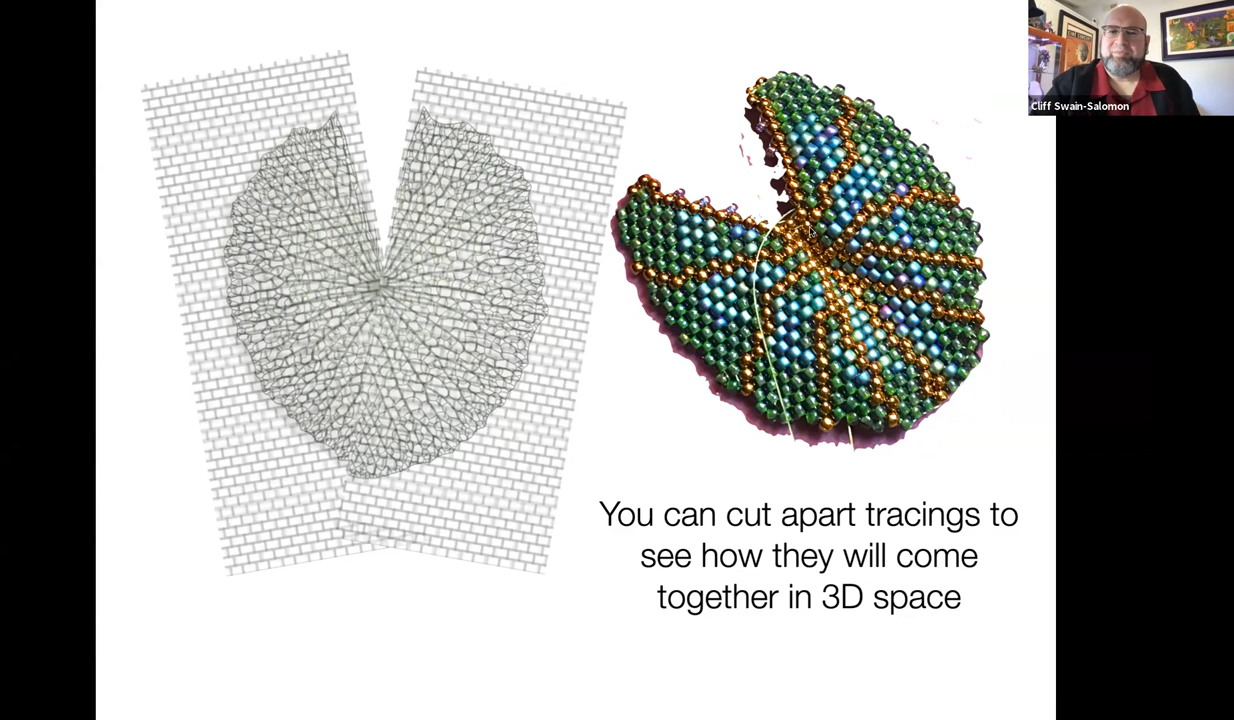 Cliff Swain-Salomon
You can cut apart tracings to
see how they will come
together in 3D space